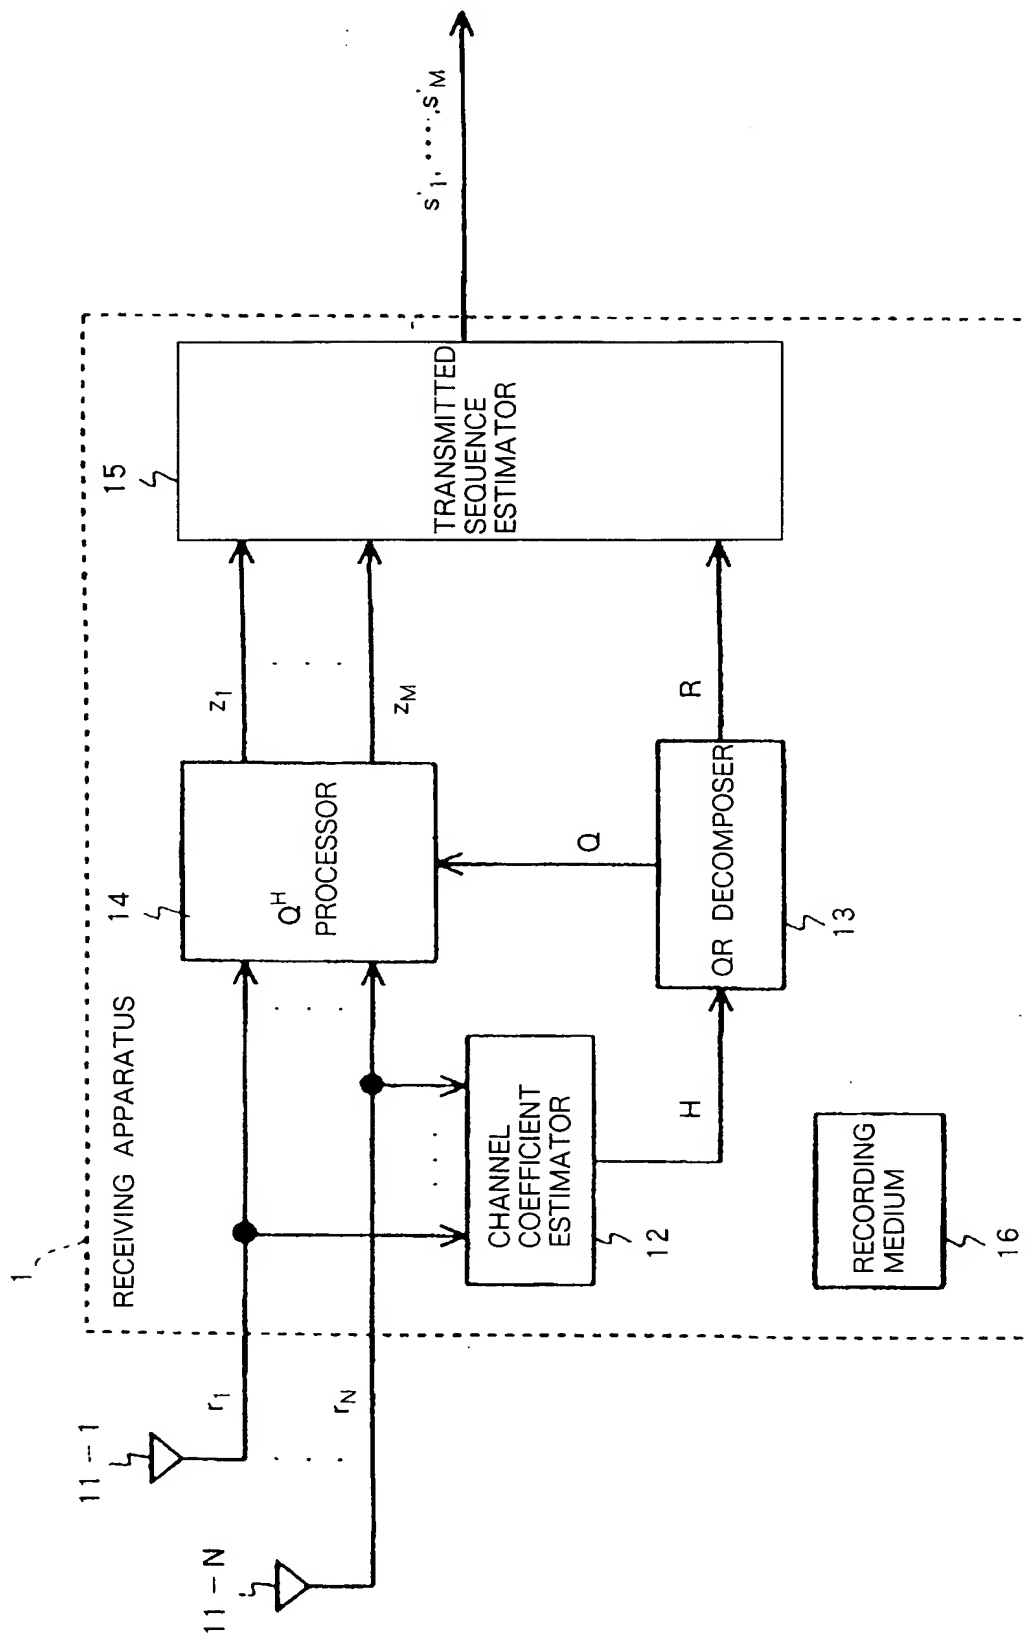 1
RECEIVING APPARATUS
11-1
r1
11-N
rN
14
Q^H
PROCESSOR
z1
zM
15
TRANSMITTED
SEQUENCE
ESTIMATOR
s'1, ...., s'M
CHANNEL
COEFFICIENT
ESTIMATOR
12
H
QR DECOMPOSER
13
Q
R
RECORDING
MEDIUM
16